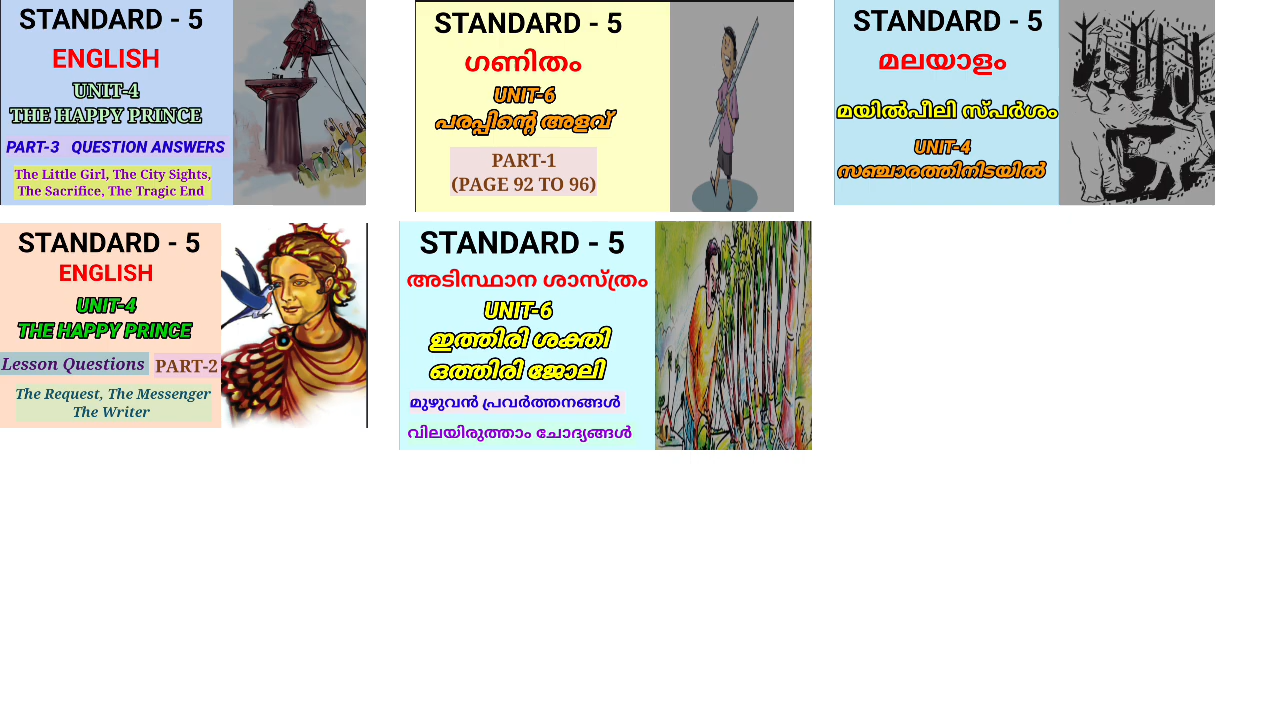 STANDARD - 5
ENGLISH
UNIT-4
THE HAPPY PRINCE
PART-3 QUESTION ANSWERS
The Little Girl, The City Sights,
The Sacrifice, The Tragic End
STANDARD - 5
ഗണിതം
UNIT-6
പരപ്പിന്റെ അളവ്
PART-1
(PAGE 92 TO 96)
STANDARD - 5
മലയാളം
മയിൽപീലി സ്പർശം
UNIT-4
സഞ്ചാരത്തിനിടയിൽ
STANDARD - 5
ENGLISH
UNIT-4
THE HAPPY PRINCE
Lesson Questions PART-2
The Request, The Messenger
The Writer
STANDARD - 5
അടിസ്ഥാന ശാസ്ത്രം
UNIT-6
ഇത്തിരി ശക്തി
ഒത്തിരി ജോലി
മുഴുവൻ പ്രവർത്തനങ്ങൾ
വിലയിരുത്താം ചോദ്യങ്ങൾ